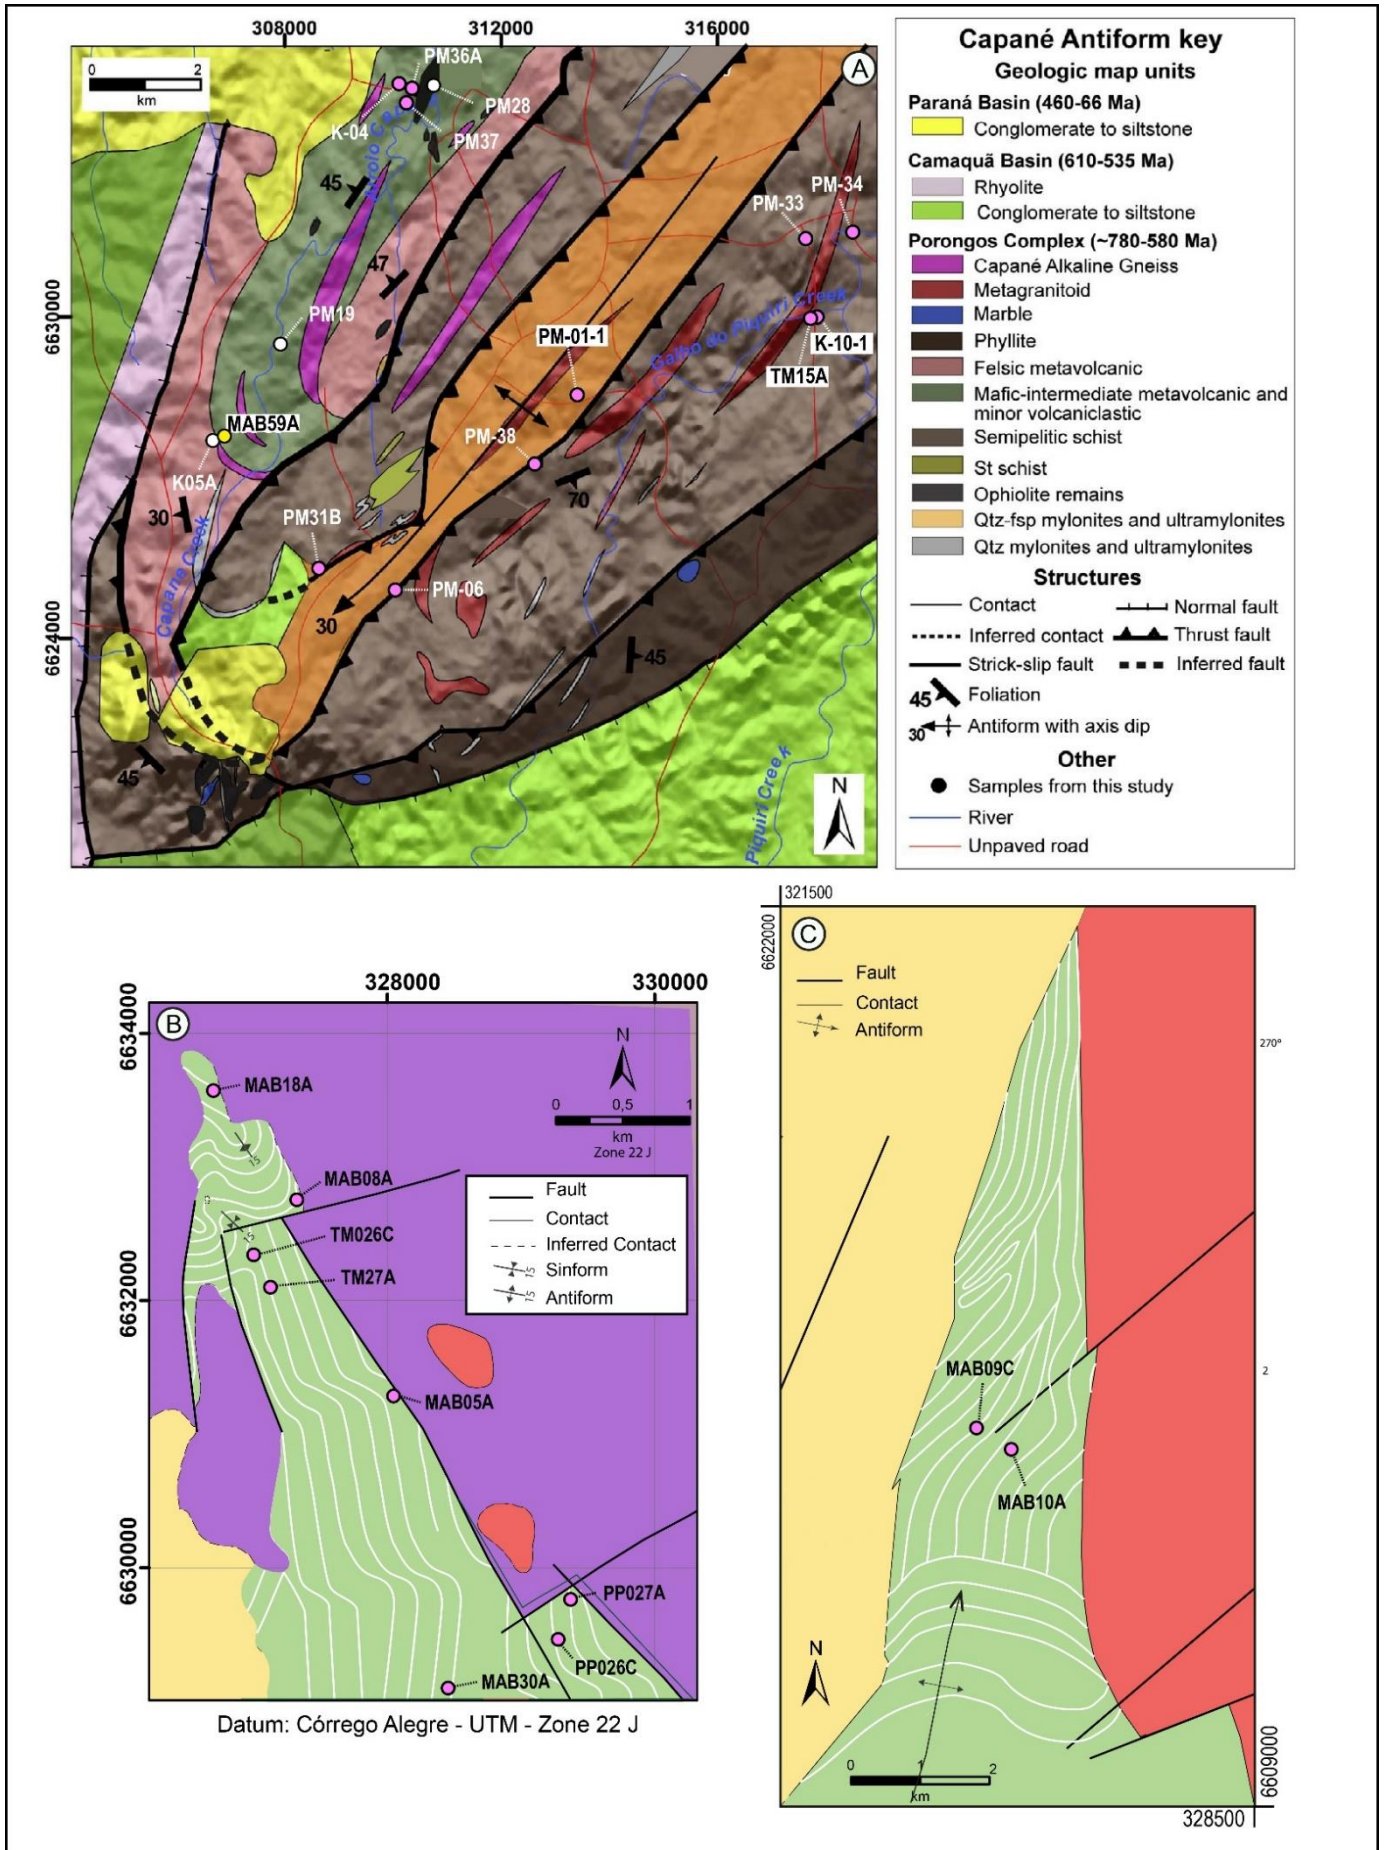 308000
312000
316000
A
0
2
km
PM36A
PM28
K-04
PM37
45
PM-34
PM-33
47
PM19
6630000
PM-01-1
Galho do Piquiri Creek
K-10-1
TM15A
MAB59A
PM-38
K05A
30
70
PM31B
Capané Creek
PM-06
30
6624000
45
45
Piquiri Creek
N
Capané Antiform key
Geologic map units
Paraná Basin (460-66 Ma)
Conglomerate to siltstone
Camaquã Basin (610-535 Ma)
Rhyolite
Conglomerate to siltstone
Porongos Complex (~780-580 Ma)
Capané Alkaline Gneiss
Metagranitoid
Marble
Phyllite
Felsic metavolcanic
Mafic-intermediate metavolcanic and
minor volcaniclastic
Semipelitic schist
St schist
Ophiolite remains
Qtz-fsp mylonites and ultramylonites
Qtz mylonites and ultramylonites
Structures
Contact
Normal fault
Inferred contact
Thrust fault
Strick-slip fault
Inferred fault
45 Foliation
30 Antiform with axis dip
Other
Samples from this study
River
Unpaved road
328000
330000
B
6634000
6632000
6630000
N
0 0,5 1
km
Zone 22 J
MAB18A
15
MAB08A
15
TM026C
TM27A
Fault
Contact
Inferred Contact
15 Sinform
15 Antiform
MAB05A
PP027A
PP026C
MAB30A
Datum: Córrego Alegre - UTM - Zone 22 J
321500
6622000
C
Fault
Contact
Antiform
270°
2
MAB09C
MAB10A
N
0 1 2
km
6609000
328500